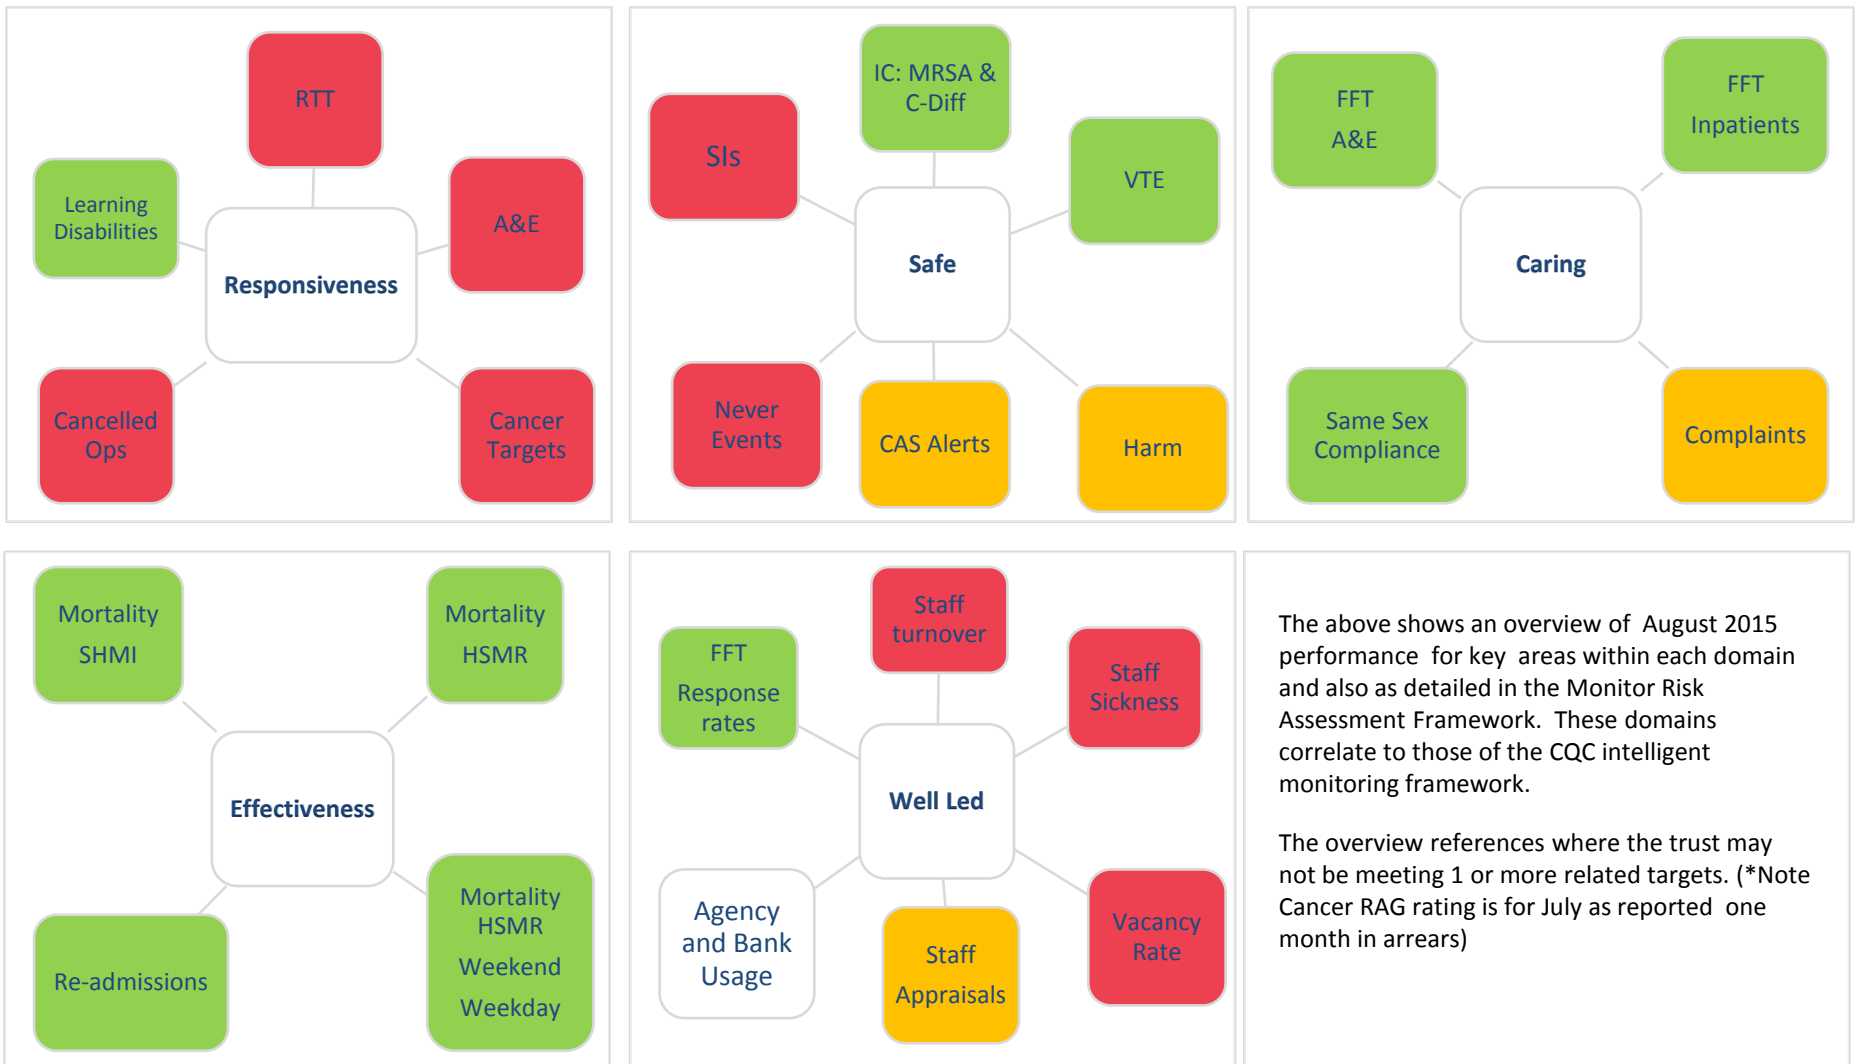 RTT
Learning
Disabilities
A&E
Responsiveness
Cancelled
Ops
Cancer
Targets
IC: MRSA &
C-Diff
SIs
VTE
Safe
Never
Events
CAS Alerts
Harm
FFT
A&E
FFT
Inpatients
Caring
Same Sex
Compliance
Complaints
Mortality
SHMI
Mortality
HSMR
Effectiveness
Re-admissions
Mortality
HSMR
Weekend
Weekday
Staff
turnover
FFT
Response
rates
Staff
Sickness
Well Led
Agency
and Bank
Usage
Staff
Appraisals
Vacancy
Rate
The above shows an overview of August 2015
performance for key areas within each domain
and also as detailed in the Monitor Risk
Assessment Framework. These domains
correlate to those of the CQC intelligent
monitoring framework.
The overview references where the trust may
not be meeting 1 or more related targets. (*Note
Cancer RAG rating is for July as reported one
month in arrears)